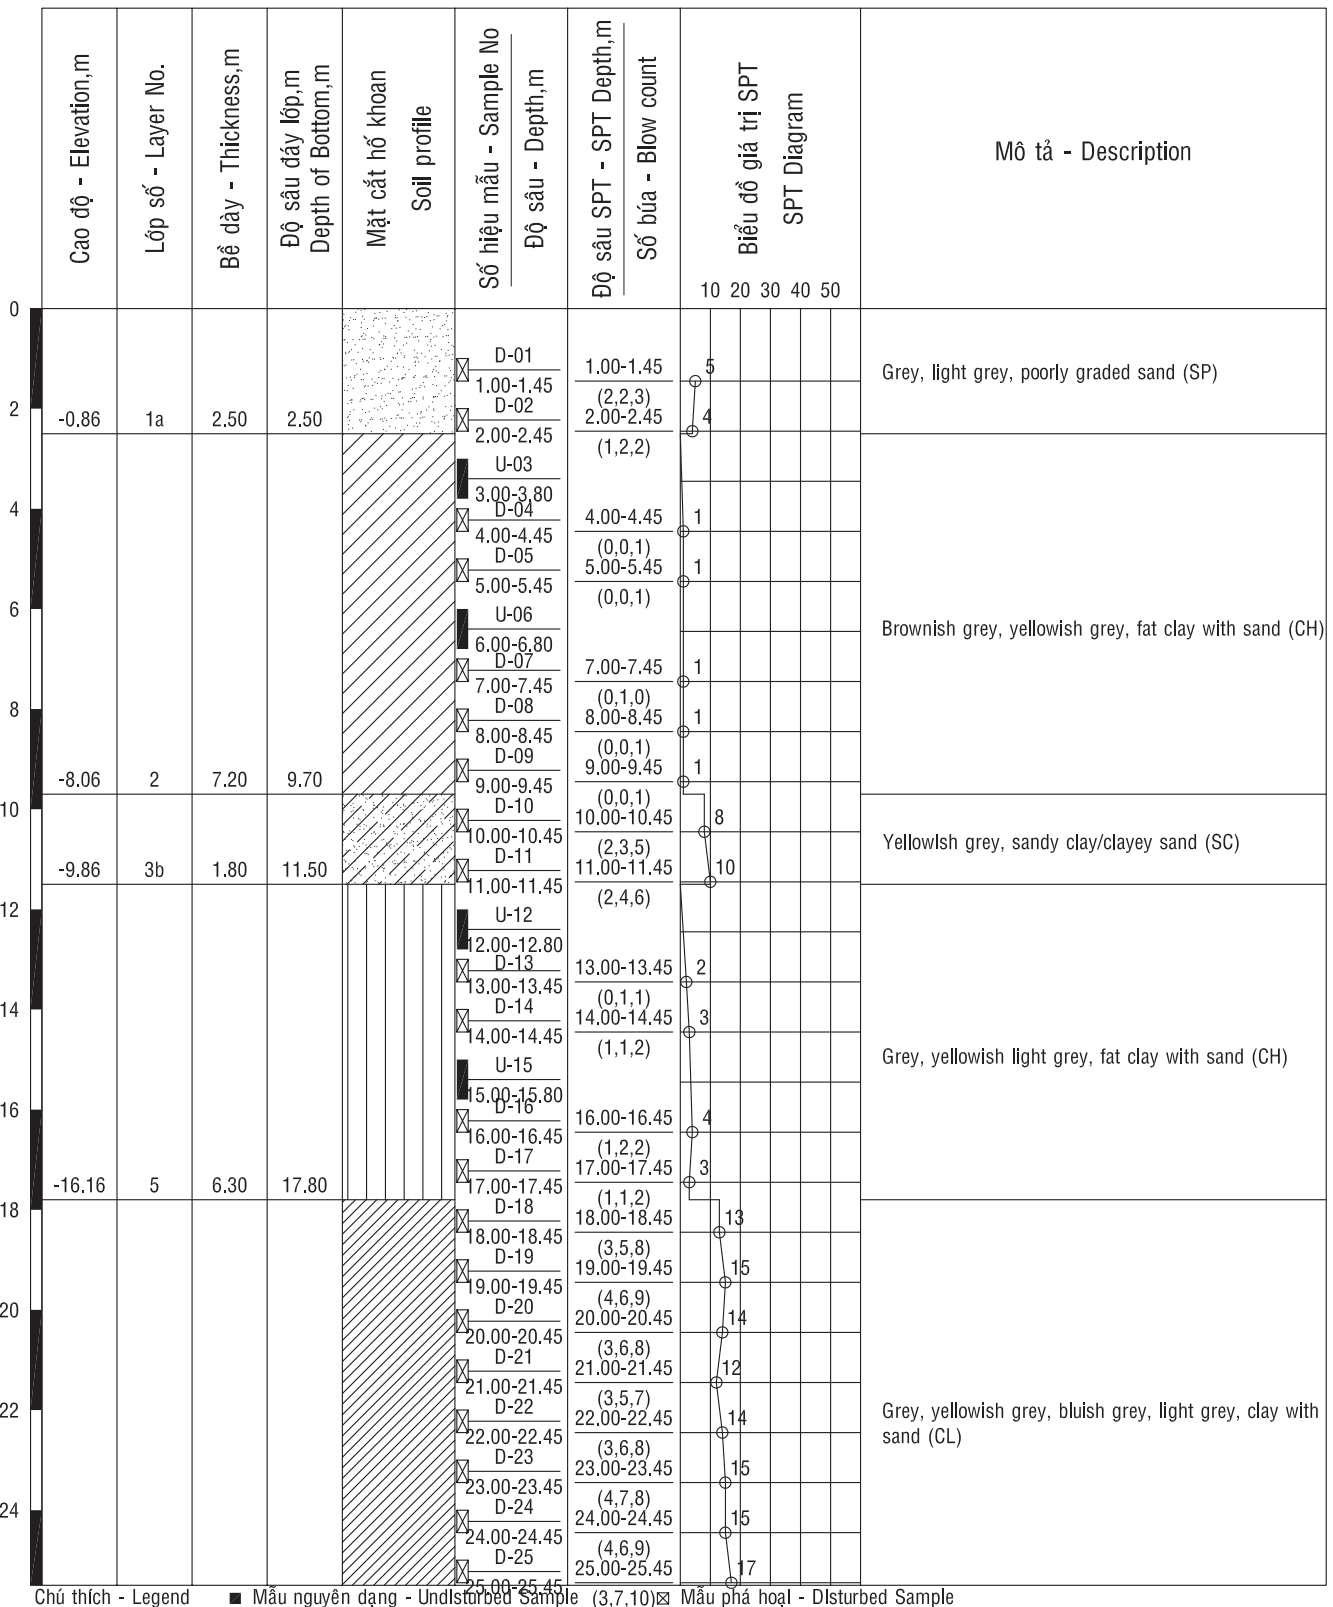 Cao độ - Elevation,m
Lớp số - Layer No.
Bề dày - Thickness,m
Độ sâu đáy lớp,m
Depth of Bottom,m
Mặt cắt hố khoan
Soil profile
Số hiệu mẫu - Sample No
Độ sâu - Depth,m
Độ sâu SPT - SPT Depth,m
Số búa - Blow count
Biểu đồ giá trị SPT
SPT Diagram
Mô tả - Description
10 20 30 40 50
0
D-01
1.00-1.45
1.00-1.45
(2,2,3)
5
Grey, light grey, poorly graded sand (SP)
2
D-02
2.00-2.45
2.00-2.45
(1,2,2)
4
-0.86 1a 2.50 2.50
U-03
3.00-3.80
4
D-04
4.00-4.45
4.00-4.45
(0,0,1)
1
D-05
5.00-5.45
5.00-5.45
(0,0,1)
1
6
U-06
6.00-6.80
Brownish grey, yellowish grey, fat clay with sand (CH)
D-07
7.00-7.45
7.00-7.45
(0,1,0)
1
8
D-08
8.00-8.45
8.00-8.45
(0,0,1)
1
D-09
9.00-9.45
9.00-9.45
(0,0,1)
1
-8.06 2 7.20 9.70
10
D-10
10.00-10.45
10.00-10.45
(2,3,5)
8
Yellowish grey, sandy clay/clayey sand (SC)
D-11
11.00-11.45
11.00-11.45
(2,4,6)
10
-9.86 3b 1.80 11.50
12
U-12
12.00-12.80
D-13
13.00-13.45
13.00-13.45
(0,1,1)
2
14
D-14
14.00-14.45
14.00-14.45
(1,1,2)
3
Grey, yellowish light grey, fat clay with sand (CH)
U-15
15.00-15.80
16
D-16
16.00-16.45
16.00-16.45
(1,2,2)
4
D-17
17.00-17.45
17.00-17.45
(1,1,2)
3
-16.16 5 6.30 17.80
18
D-18
18.00-18.45
18.00-18.45
(3,5,8)
13
D-19
19.00-19.45
19.00-19.45
(4,6,9)
15
20
D-20
20.00-20.45
20.00-20.45
(3,6,8)
14
D-21
21.00-21.45
21.00-21.45
(3,5,7)
12
22
D-22
22.00-22.45
22.00-22.45
(3,6,8)
14
Grey, yellowish grey, bluish grey, light grey, clay with
sand (CL)
D-23
23.00-23.45
23.00-23.45
(4,7,8)
15
24
D-24
24.00-24.45
24.00-24.45
(4,6,9)
15
D-25
25.00-25.45
25.00-25.45
(3,7,10)
17
Chú thích - Legend Mẫu nguyên dạng - Undisturbed Sample Mẫu phá hoại - Disturbed Sample